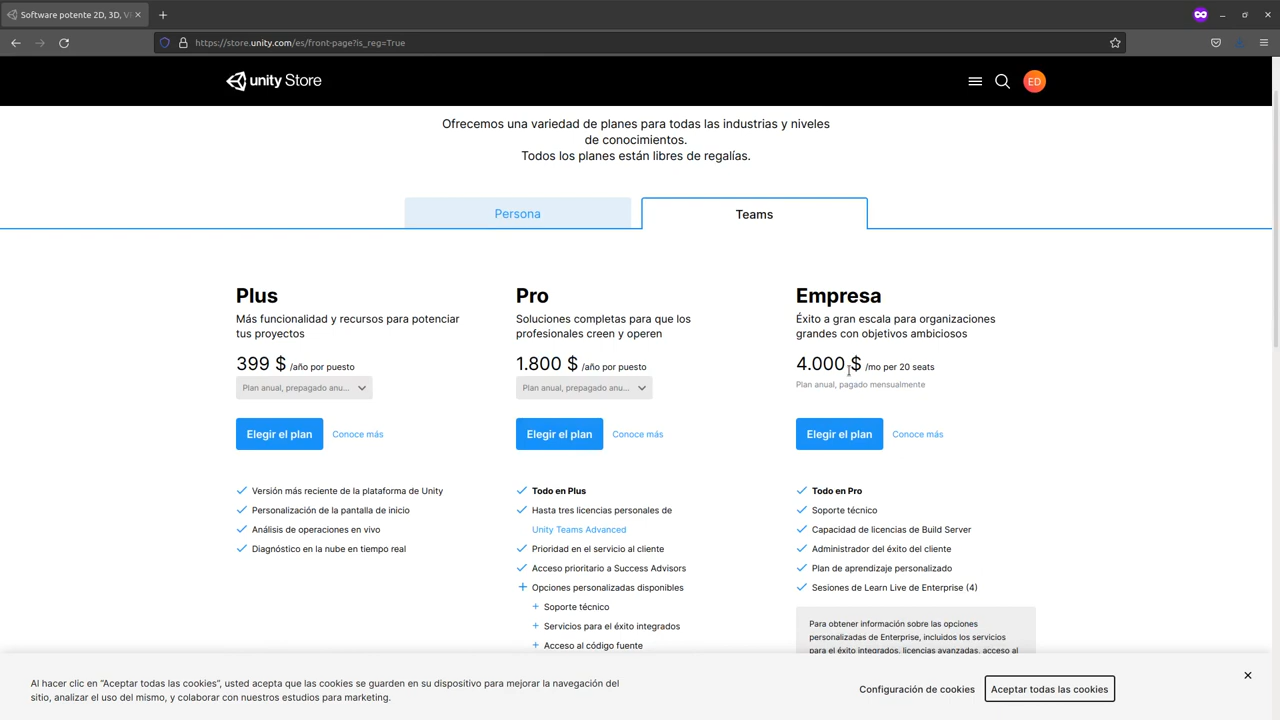 Software potente 2D, 3D, V
https://store.unity.com/es/front-page?is_reg=True
unity Store
ED
Ofrecemos una variedad de planes para todas las industrias y niveles
de conocimientos.
Todos los planes están libres de regalías.
Persona
Teams
Plus
Más funcionalidad y recursos para potenciar
tus proyectos
399 $ /año por puesto
Plan anual, prepagado anu...
Elegir el plan
Conoce más
Versión más reciente de la plataforma de Unity
Personalización de la pantalla de inicio
Análisis de operaciones en vivo
Diagnóstico en la nube en tiempo real
Pro
Soluciones completas para que los
profesionales creen y operen
1.800 $ /año por puesto
Plan anual, prepagado anu...
Elegir el plan
Conoce más
Todo en Plus
Hasta tres licencias personales de
Unity Teams Advanced
Prioridad en el servicio al cliente
Acceso prioritario a Success Advisors
Opciones personalizadas disponibles
Soporte técnico
Servicios para el éxito integrados
Acceso al código fuente
Empresa
Éxito a gran escala para organizaciones
grandes con objetivos ambiciosos
4.000 $ /mo per 20 seats
Plan anual, pagado mensualmente
Elegir el plan
Conoce más
Todo en Pro
Soporte técnico
Capacidad de licencias de Build Server
Administrador del éxito del cliente
Plan de aprendizaje personalizado
Sesiones de Learn Live de Enterprise (4)
Para obtener información sobre las opciones
personalizadas de Enterprise, incluidos los servicios
para el éxito integrados, licencias avanzadas, acceso al
Al hacer clic en "Aceptar todas las cookies", usted acepta que las cookies se guarden en su dispositivo para mejorar la navegación del
sitio, analizar el uso del mismo, y colaborar con nuestros estudios para marketing.
Configuración de cookies
Aceptar todas las cookies